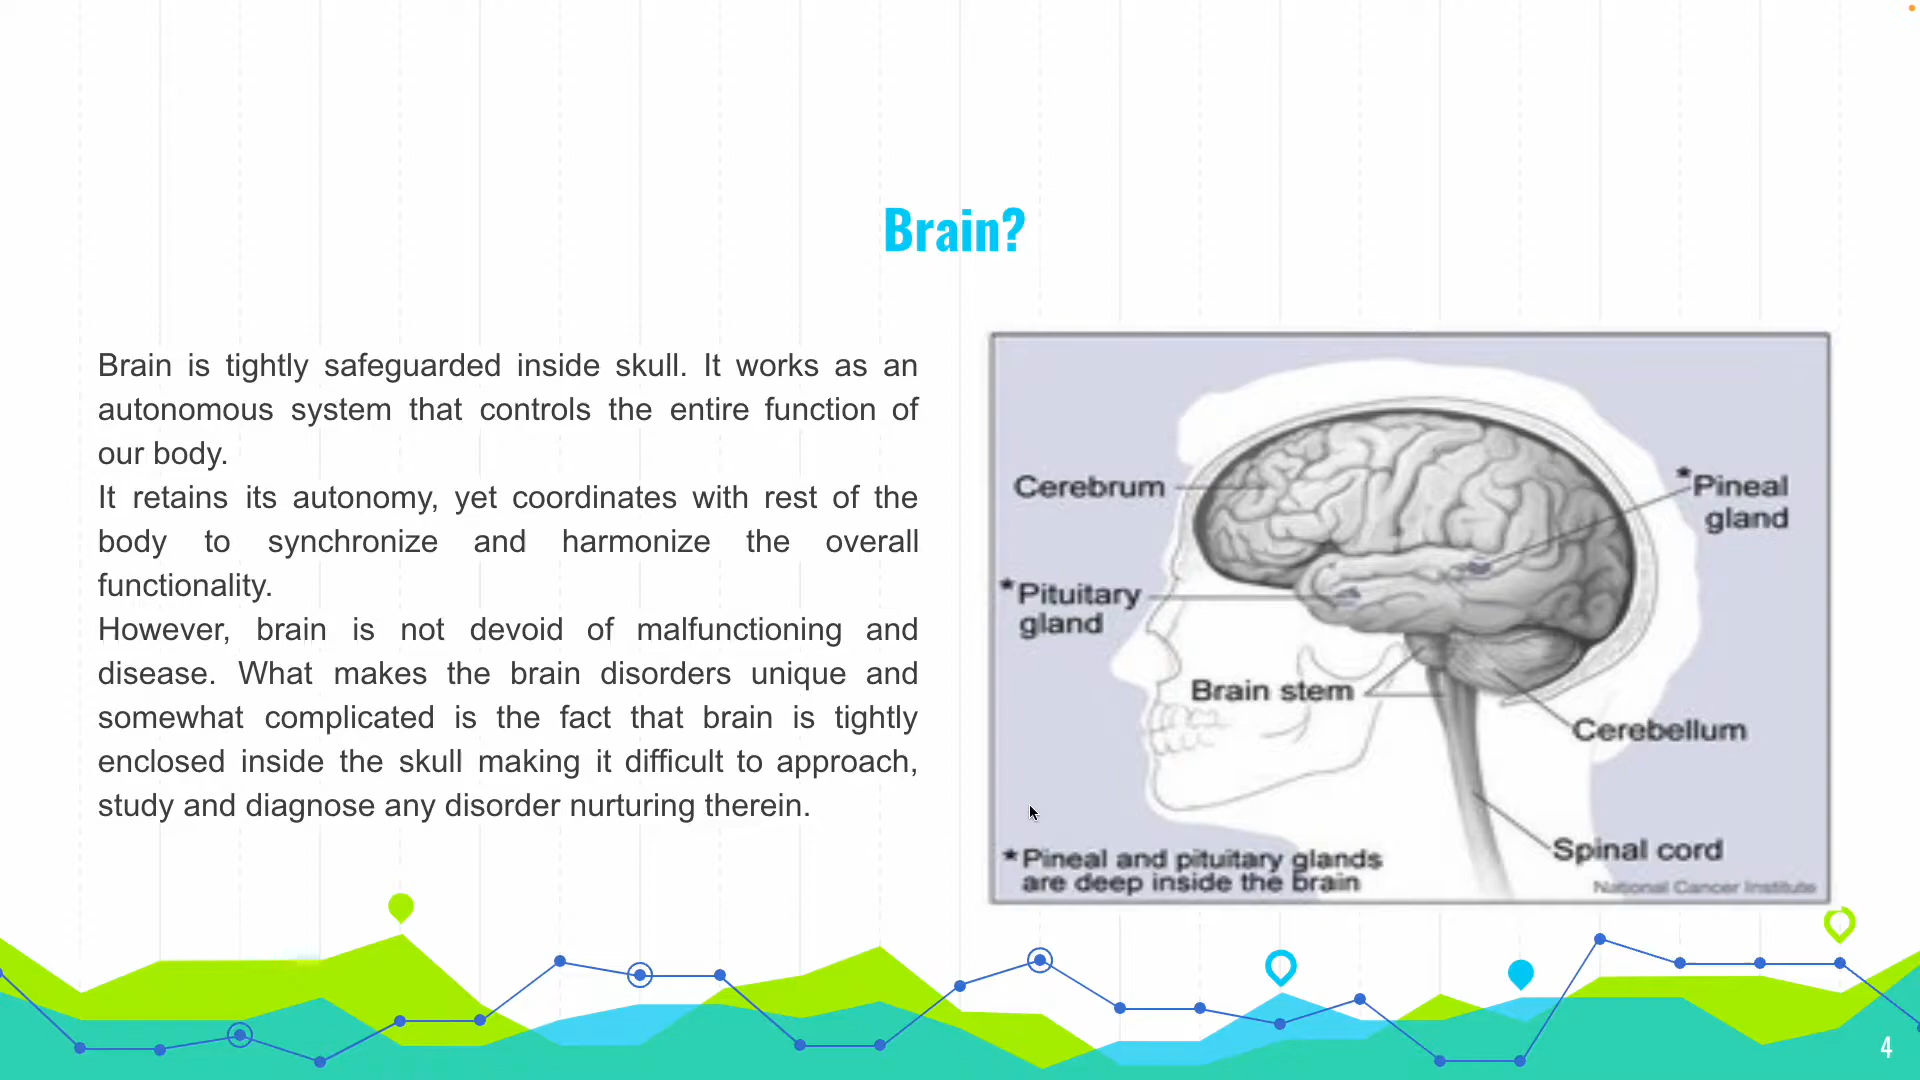 Brain?
Brain is tightly safeguarded inside skull. It works as an
autonomous system that controls the entire function of
our body.
It retains its autonomy, yet coordinates with rest of the
body to synchronize and harmonize the overall
functionality.
However, brain is not devoid of malfunctioning and
disease. What makes the brain disorders unique and
somewhat complicated is the fact that brain is tightly
enclosed inside the skull making it difficult to approach,
study and diagnose any disorder nurturing therein.
Cerebrum
*Pineal
gland
*Pituitary
gland
Brain stem
Cerebellum
Spinal cord
*Pineal and pituitary glands
are deep inside the brain
National Cancer Institute
4